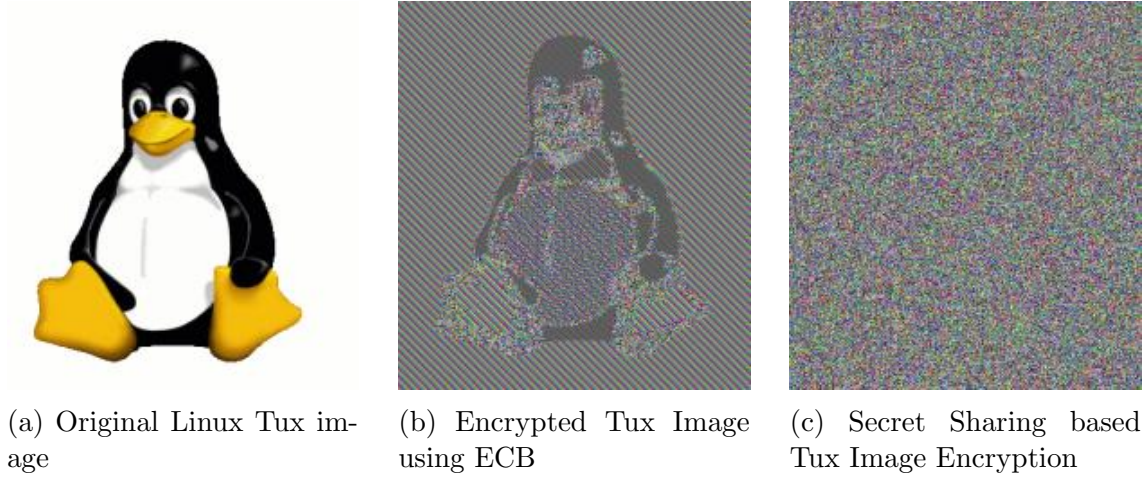 (a) Original Linux Tux im-
age
(b) Encrypted Tux Image
using ECB
(c) Secret Sharing based
Tux Image Encryption